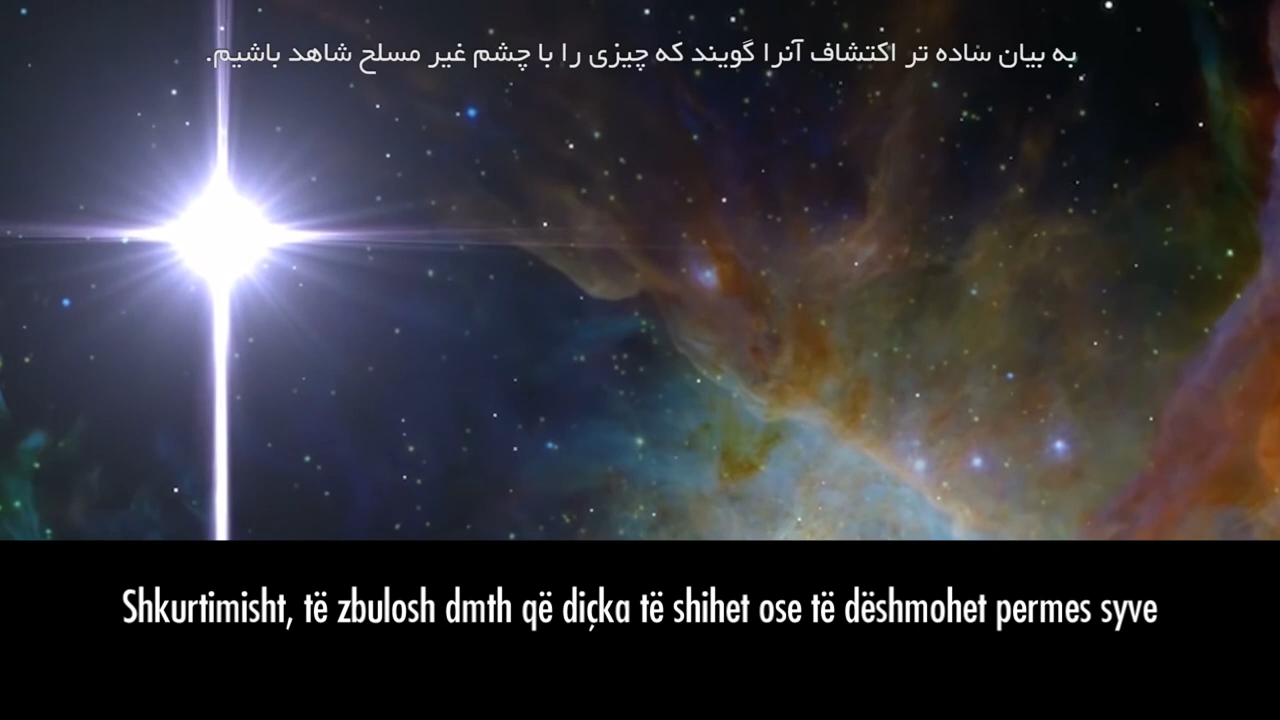 به بیان ساده تر اکتشاف آنرا گویند که چیزی را با چشم غیر مسلح شاهد باشیم.
Shkurtimisht, të zbulosh dmth që diçka të shihet ose të dëshmohet permes syve